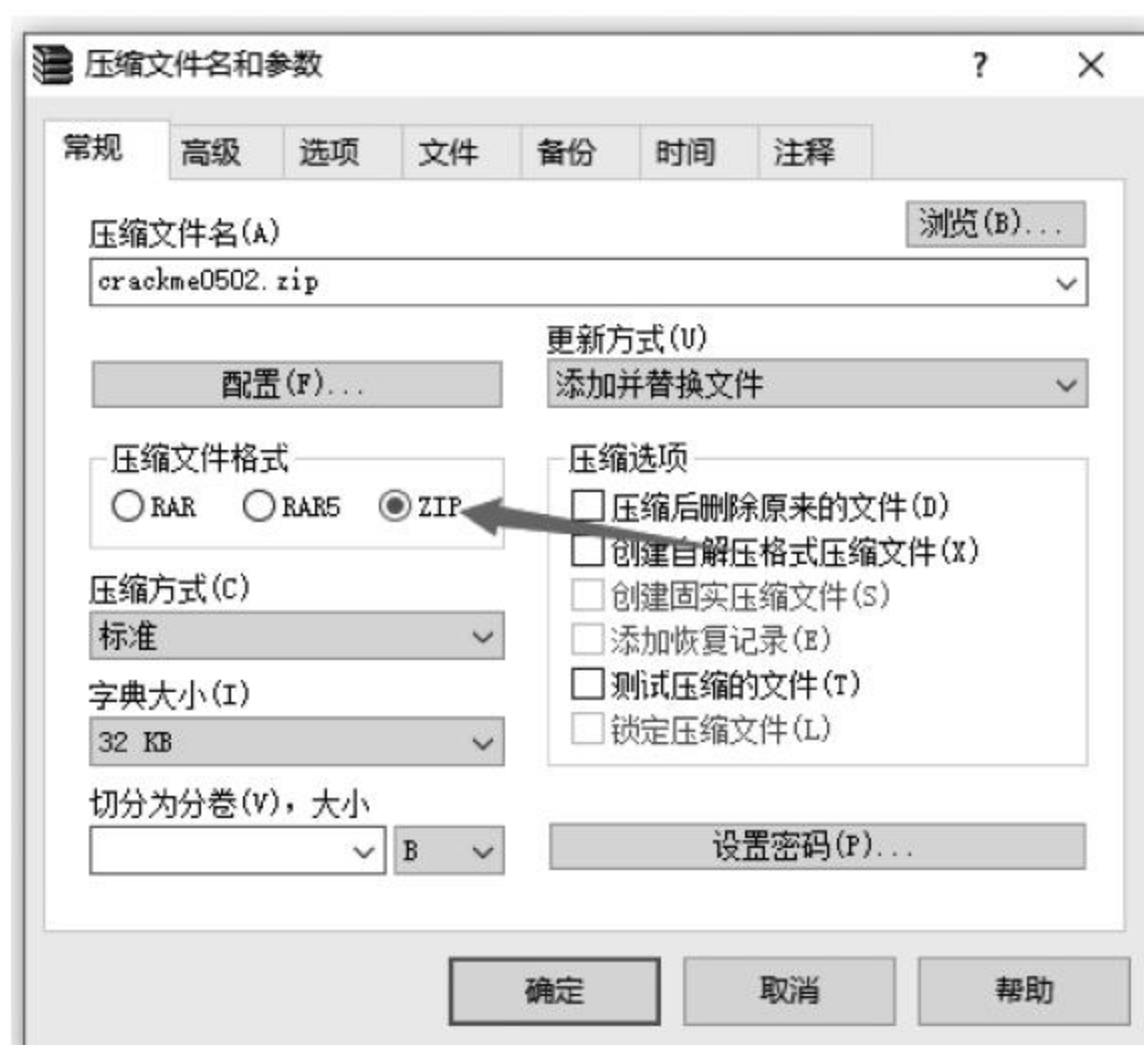 压缩文件名和参数
常规 高级 选项 文件 备份 时间 注释
压缩文件名(A)
浏览(B)...
crackme0502.zip
更新方式(U)
配置(F)...
添加并替换文件
压缩文件格式
RAR RAR5 ZIP
压缩选项
压缩后删除原来的文件(D)
创建自解压格式压缩文件(X)
创建固实压缩文件(S)
添加恢复记录(E)
测试压缩的文件(T)
锁定压缩文件(L)
压缩方式(C)
标准
字典大小(I)
32 KB
切分为分卷(V)，大小
B
设置密码(P)...
确定 取消 帮助